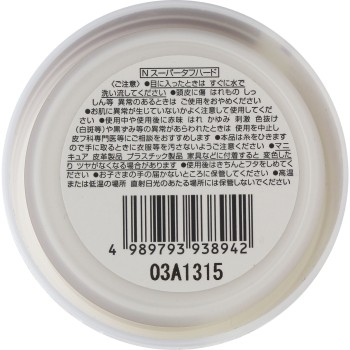 N スーパータフハード
〈ご注意〉●目に入ったときは すぐに水で
洗い流してください ●頭皮に傷 はれもの しっ
しん等 異常のあるときは ご使用をおやめください
●お肌に異常が生じていないかよく注意して使用してく
ださい ●使用中や使用後に赤味 はれ かゆみ 刺激 色抜け
(白斑等)や黒ずみ等の異常があらわれたときは 使用を中止し
皮フ科専門医等にご相談をおすすめします ●本品は糸をひきます
ので手に取るときに衣服等を汚さないようご注意ください ●マニ
キュア 皮革製品 プラスチック製品 家具などに付着すると 変色した
り ツヤがなくなる場合があります ●使用後はきちんとフタをしめてく
ださい ●お子さまの手の届かないところに保管してください ●高温
または低温の場所 直射日光のあたる場所には保管しないでください
4 989793 938942
03A1315